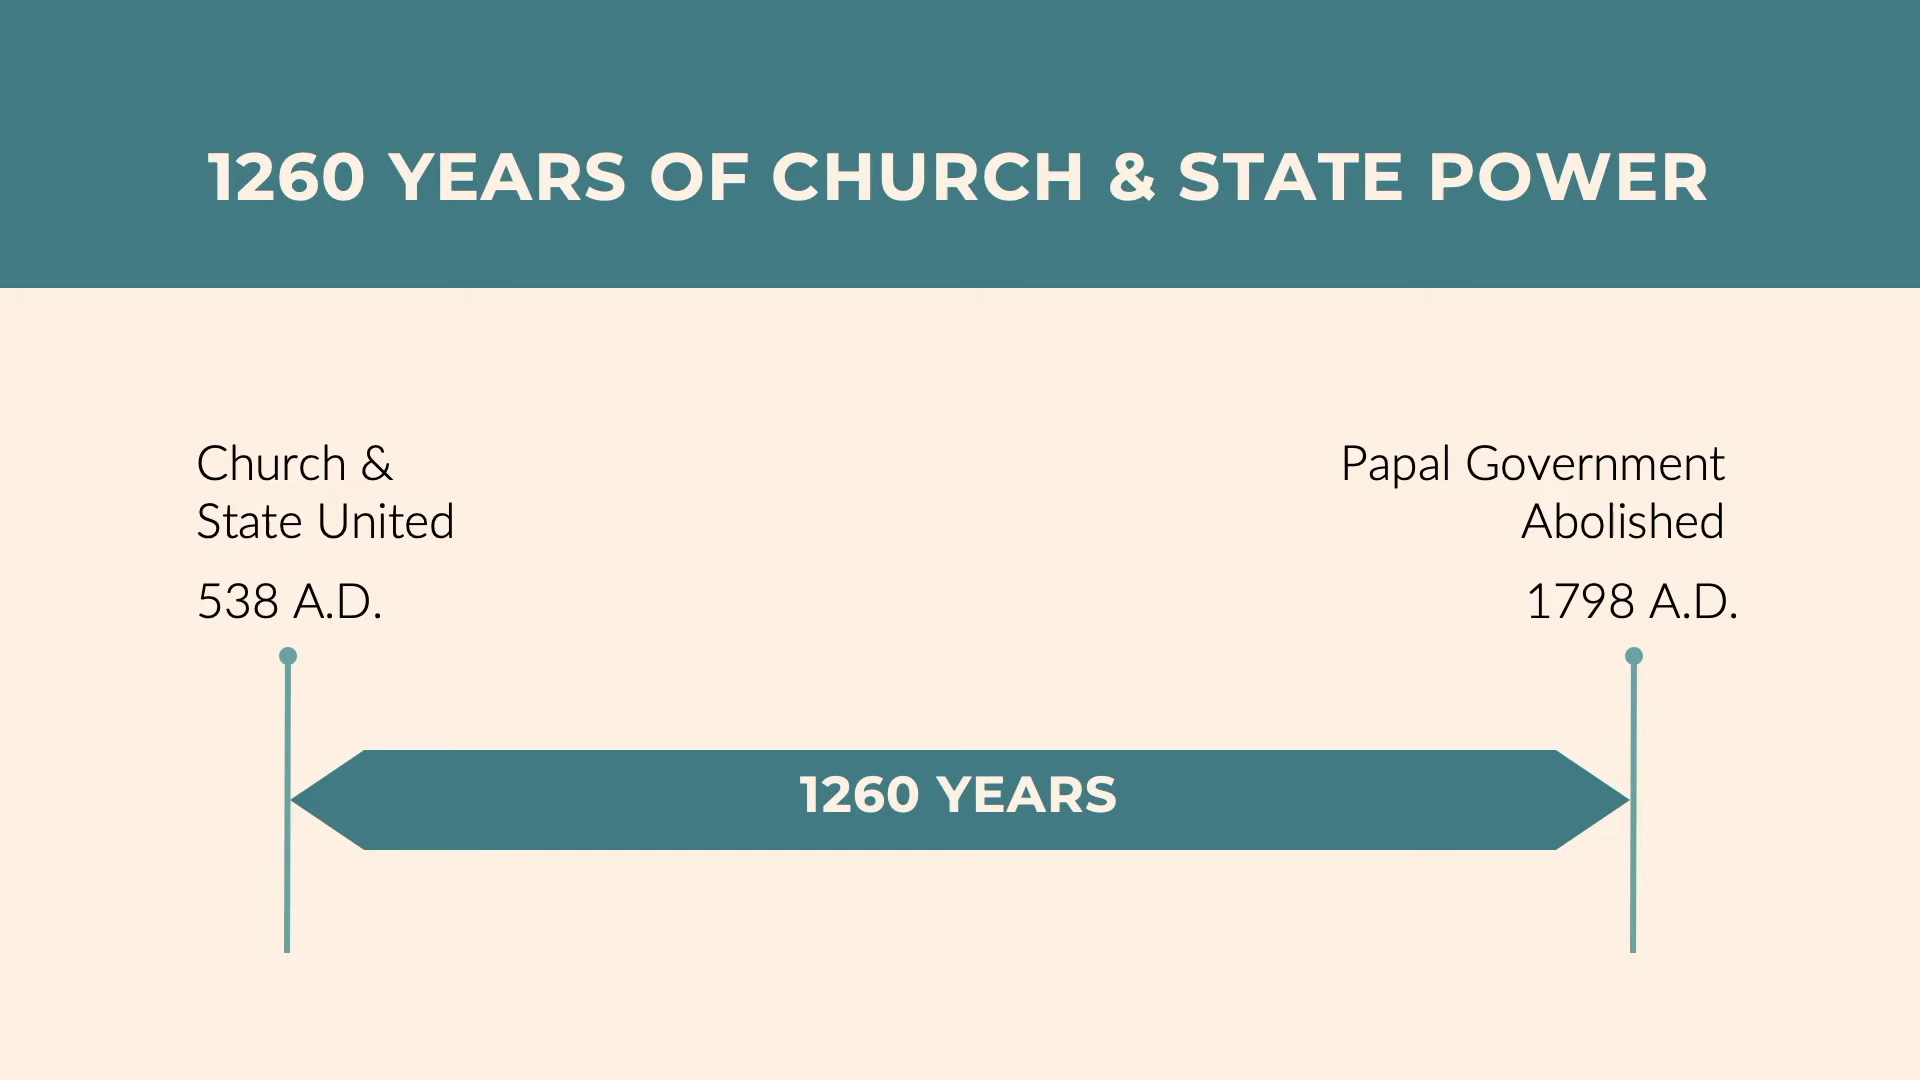 1260 YEARS OF CHURCH & STATE POWER
Church &
State United
538 A.D.
Papal Government
Abolished
1798 A.D.
1260 YEARS